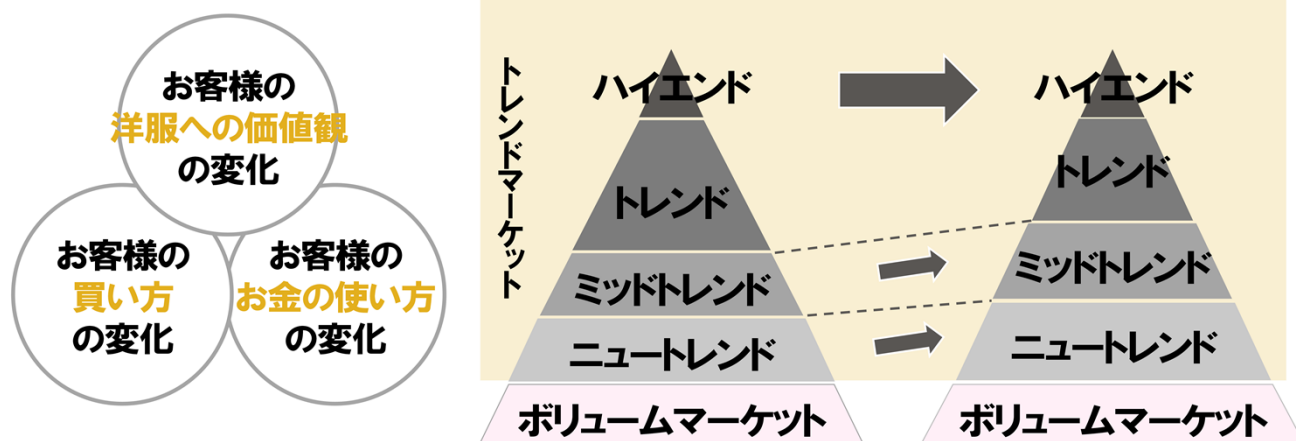 お客様の
洋服への価値観
の変化
お客様の
買い方
の変化
お客様の
お金の使い方
の変化
トレンドマーケット
ハイエンド
トレンド
ミッドトレンド
ニュートレンド
ボリュームマーケット
ハイエンド
トレンド
ミッドトレンド
ニュートレンド
ボリュームマーケット